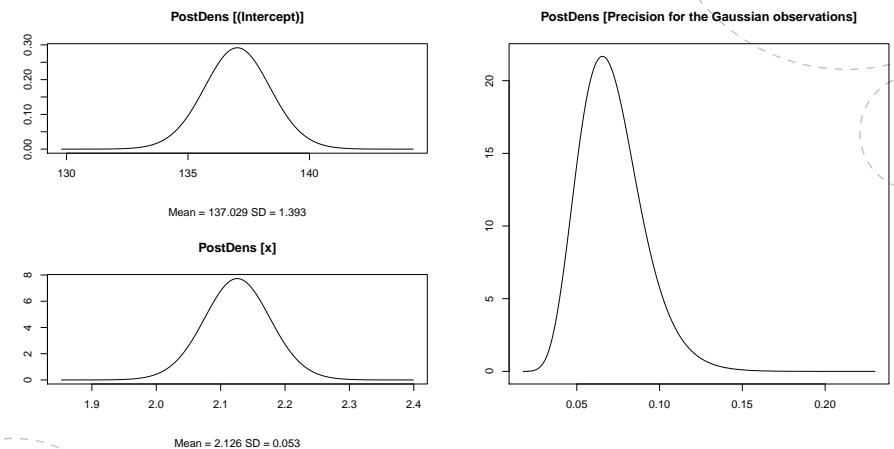 PostDens [(Intercept)]
0.00 0.10 0.20 0.30
130 135 140
Mean = 137.029 SD = 1.393
PostDens [x]
0 2 4 6 8
1.9 2.0 2.1 2.2 2.3 2.4
Mean = 2.126 SD = 0.053
PostDens [Precision for the Gaussian observations]
0 5 10 15 20
0.05 0.10 0.15 0.20